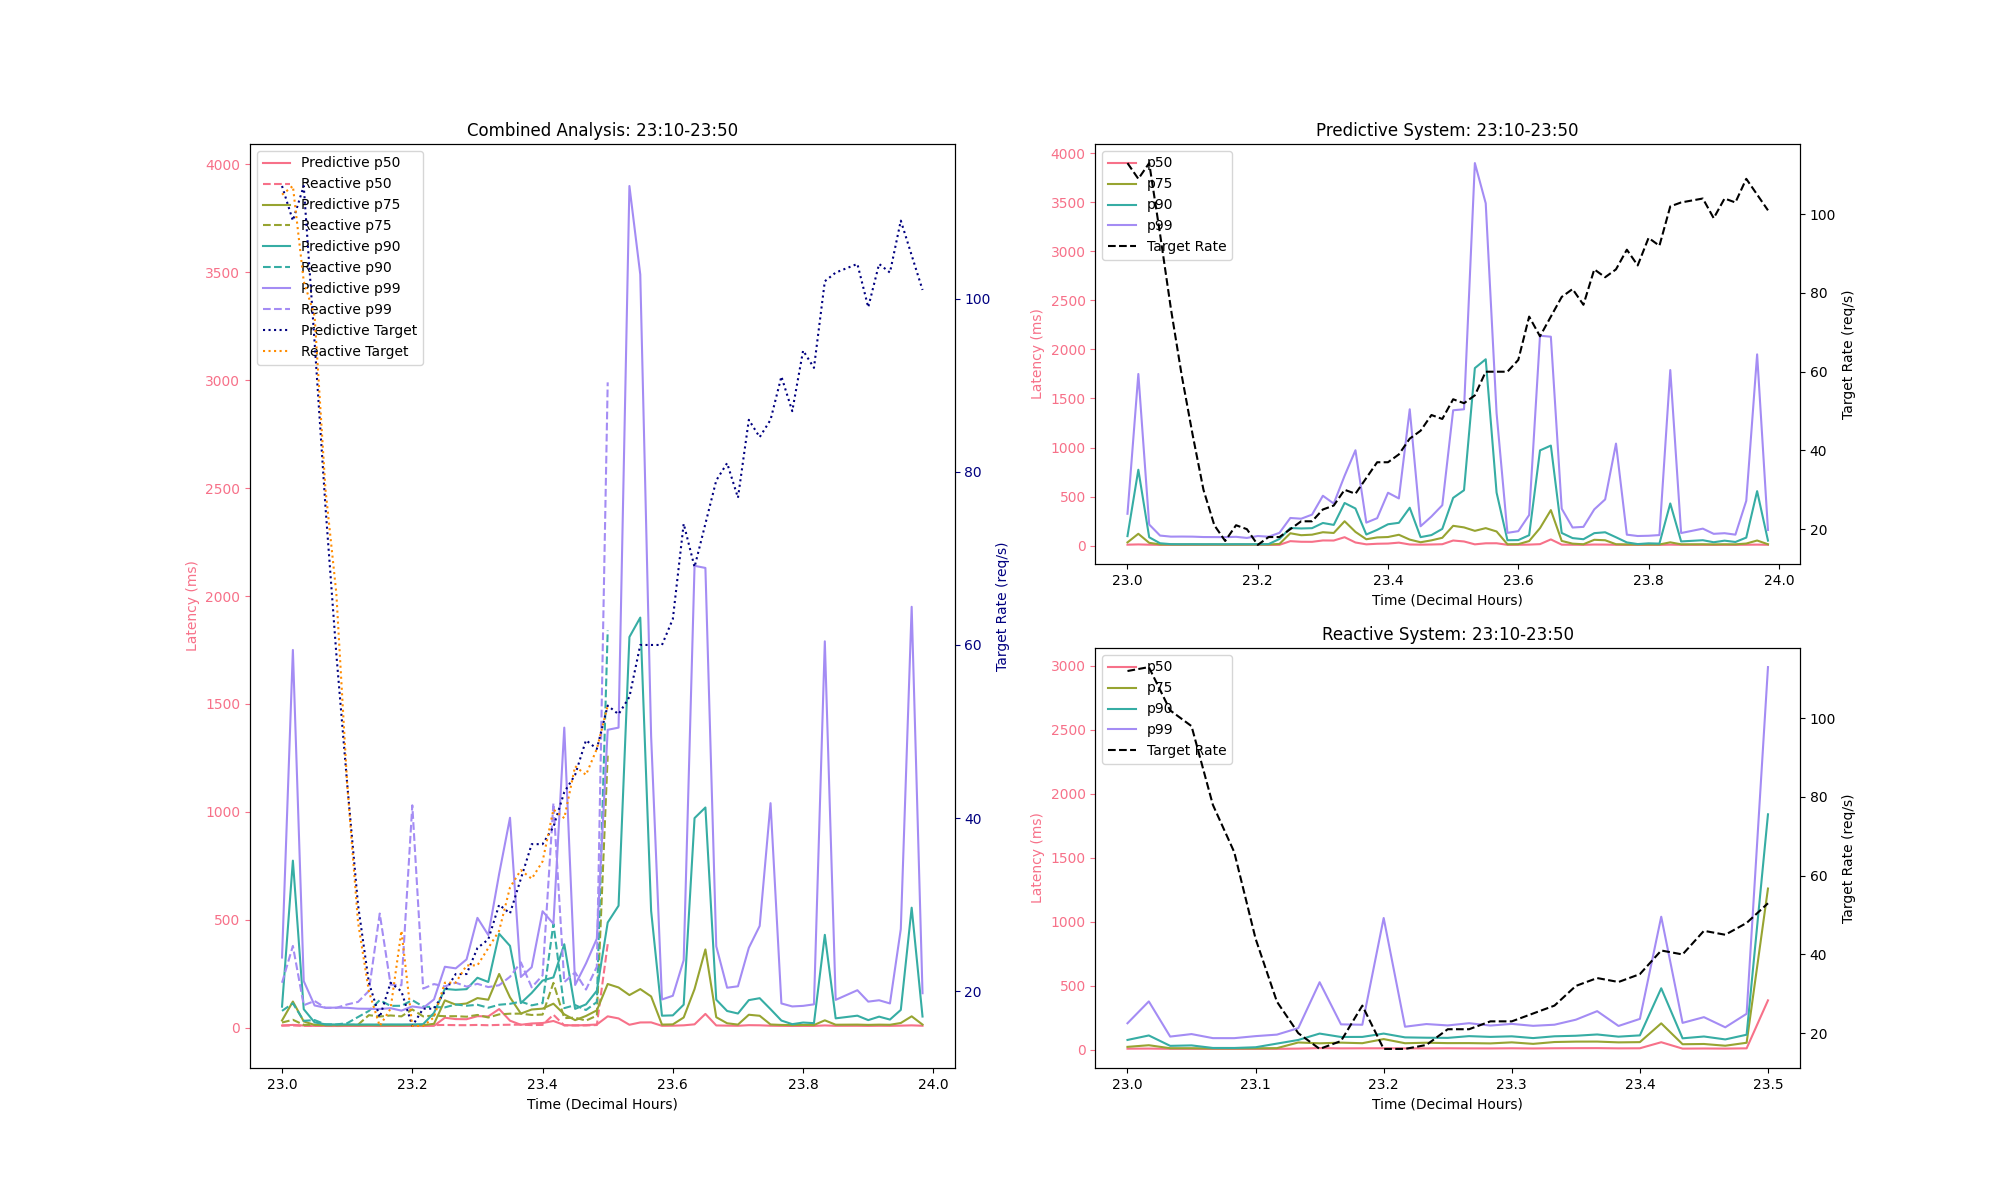 Combined Analysis: 23:10-23:50
Predictive p50
Reactive p50
Predictive p75
Reactive p75
Predictive p90
Reactive p90
Predictive p99
Reactive p99
Predictive Target
Reactive Target
4000
3500
3000
2500
2000
1500
1000
500
0
Latency (ms)
100
80
60
40
20
Target Rate (req/s)
23.0 23.2 23.4 23.6 23.8 24.0
Time (Decimal Hours)
Predictive System: 23:10-23:50
p50
p75
p90
p99
Target Rate
4000
3500
3000
2500
2000
1500
1000
500
0
Latency (ms)
100
80
60
40
20
Target Rate (req/s)
23.0 23.2 23.4 23.6 23.8 24.0
Time (Decimal Hours)
Reactive System: 23:10-23:50
p50
p75
p90
p99
Target Rate
3000
2500
2000
1500
1000
500
0
Latency (ms)
100
80
60
40
20
Target Rate (req/s)
23.0 23.1 23.2 23.3 23.4 23.5
Time (Decimal Hours)